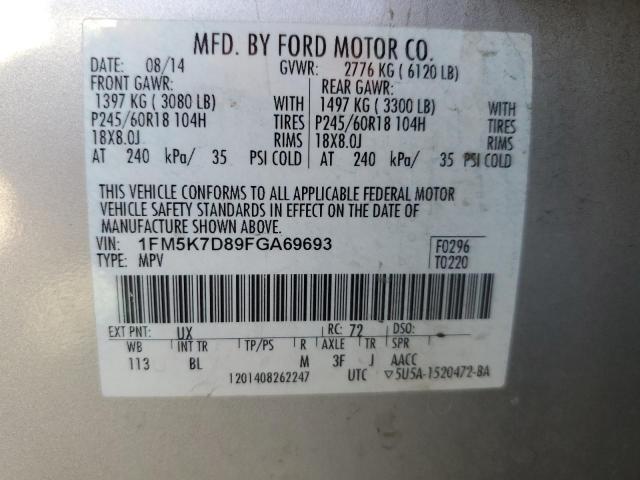 MFD. BY FORD MOTOR CO.
DATE: 08/14 GVWR: 2776 KG ( 6120 LB)
FRONT GAWR: REAR GAWR:
1397 KG ( 3080 LB) WITH 1497 KG ( 3300 LB) WITH
P245/60R18 104H TIRES P245/60R18 104H TIRES
18X8.0J RIMS 18X8.0J RIMS
AT 240 kPa/ 35 PSI COLD AT 240 kPa/ 35 PSI COLD
THIS VEHICLE CONFORMS TO ALL APPLICABLE FEDERAL MOTOR
VEHICLE SAFETY STANDARDS IN EFFECT ON THE DATE OF
MANUFACTURE SHOWN ABOVE.
VIN: 1FM5K7D89FGA69693 F0296
TYPE: MPV T0220
EXT PNT: UX RC: 72 DSO:
WB INT TR TP/PS R AXLE TR SPR
113 BL M 3F J AACC
1201408262247 UTC ▽5U5A-1520472-BA